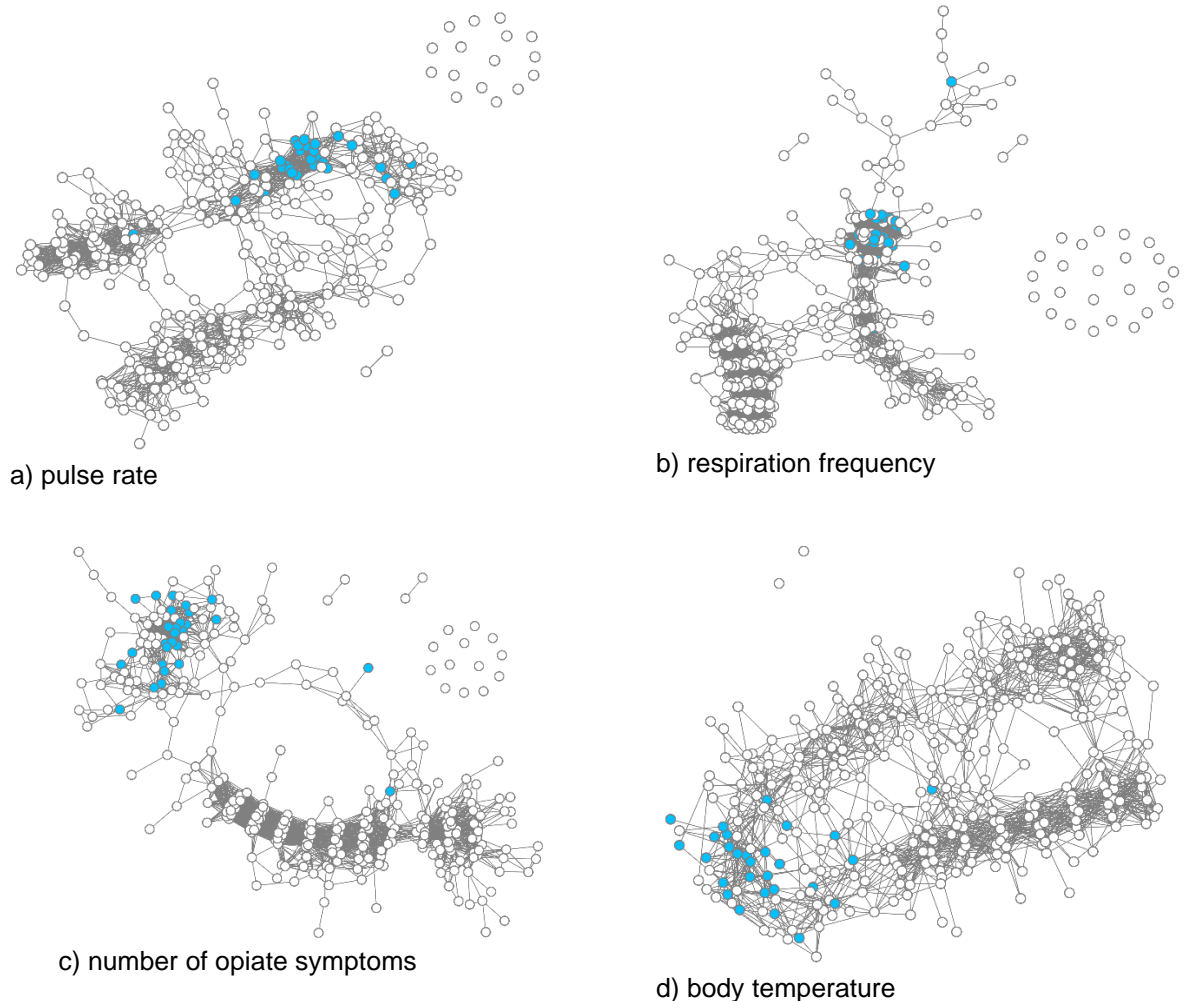 a) pulse rate
b) respiration frequency
c) number of opiate symptoms
d) body temperature